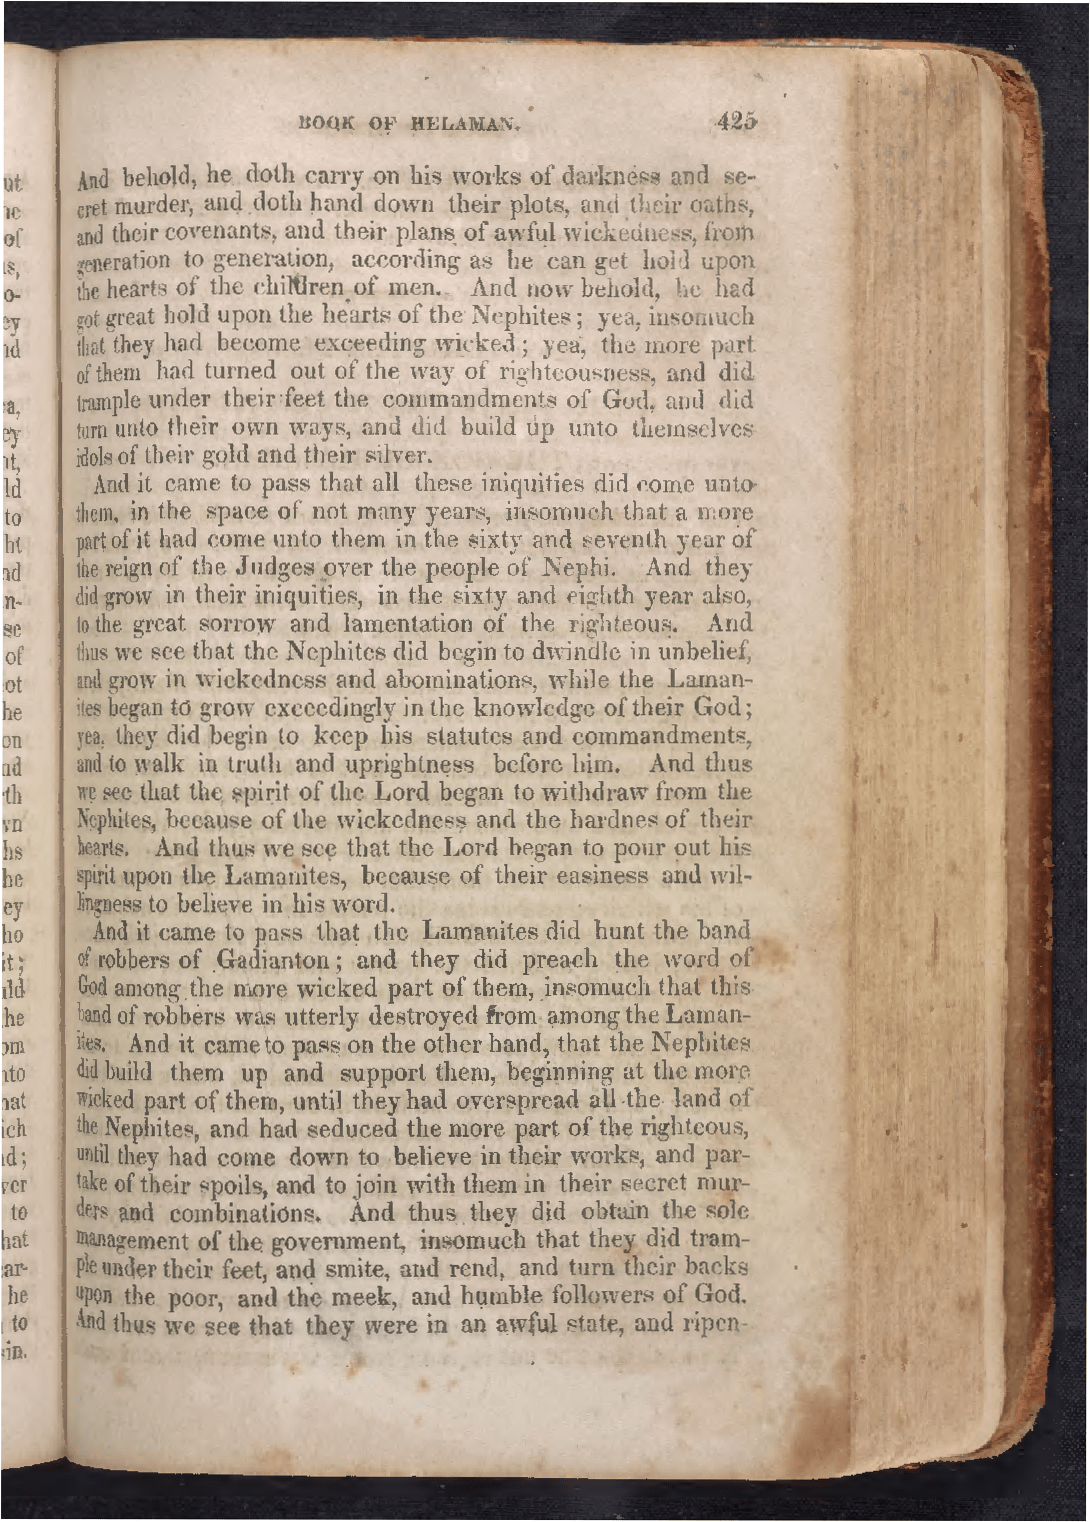 BOOK OF HELAMAN. 425
And behold, he doth carry on his works of darkness and se-
cret murder, and doth hand down their plots, and their oaths,
and their covenants, and their plans of awful wickedness, from
generation to generation, according as he can get hold upon
the hearts of the children of men. And now behold, he had
got great hold upon the hearts of the Nephites; yea, insomuch
that they had become exceeding wicked; yea, the more part
of them had turned out of the way of righteousness, and did
trample under their feet the commandments of God, and did
turn unto their own ways, and did build up unto themselves
idols of their gold and their silver.
And it came to pass that all these iniquities did come unto
them, in the space of not many years, insomuch that a more
part of it had come unto them in the sixty and seventh year of
the reign of the Judges over the people of Nephi. And they
did grow in their iniquities, in the sixty and eighth year also,
to the great sorrow and lamentation of the righteous. And
thus we see that the Nephites did begin to dwindle in unbelief,
and grow in wickedness and abominations, while the Laman-
ites began to grow exceedingly in the knowledge of their God;
yea, they did begin to keep his statutes and commandments,
and to walk in truth and uprightness before him. And thus
we see that the spirit of the Lord began to withdraw from the
Nephites, because of the wickedness and the hardnes of their
hearts. And thus we see that the Lord began to pour out his
spirit upon the Lamanites, because of their easiness and wil-
lingness to believe in his word.
And it came to pass that the Lamanites did hunt the band
of robbers of Gadianton; and they did preach the word of
God among the more wicked part of them, insomuch that this
band of robbers was utterly destroyed from among the Laman-
ites. And it came to pass on the other hand, that the Nephites
did build them up and support them, beginning at the more
wicked part of them, until they had overspread all the land of
the Nephites, and had seduced the more part of the righteous,
until they had come down to believe in their works, and par-
take of their spoils, and to join with them in their secret mur-
ders and combinations. And thus they did obtain the sole
management of the government, insomuch that they did tram-
ple under their feet, and smite, and rend, and turn their backs
upon the poor, and the meek, and humble followers of God.
And thus we see that they were in an awful state, and ripen-